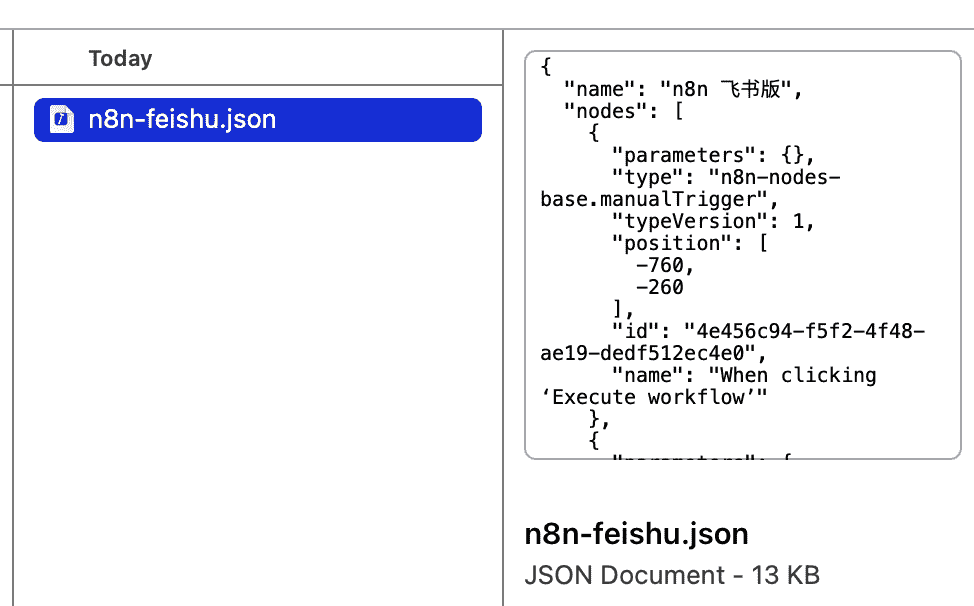 Today
n8n-feishu.json
{
  "name": "n8n 飞书版",
  "nodes": [
    {
      "parameters": {},
      "type": "n8n-nodes-
base.manualTrigger",
      "typeVersion": 1,
      "position": [
        -760,
        -260
      ],
      "id": "4e456c94-f5f2-4f48-
ae19-dedf512ec4e0",
      "name": "When clicking
‘Execute workflow’"
    },
    {
      "parameters": {
n8n-feishu.json
JSON Document - 13 KB